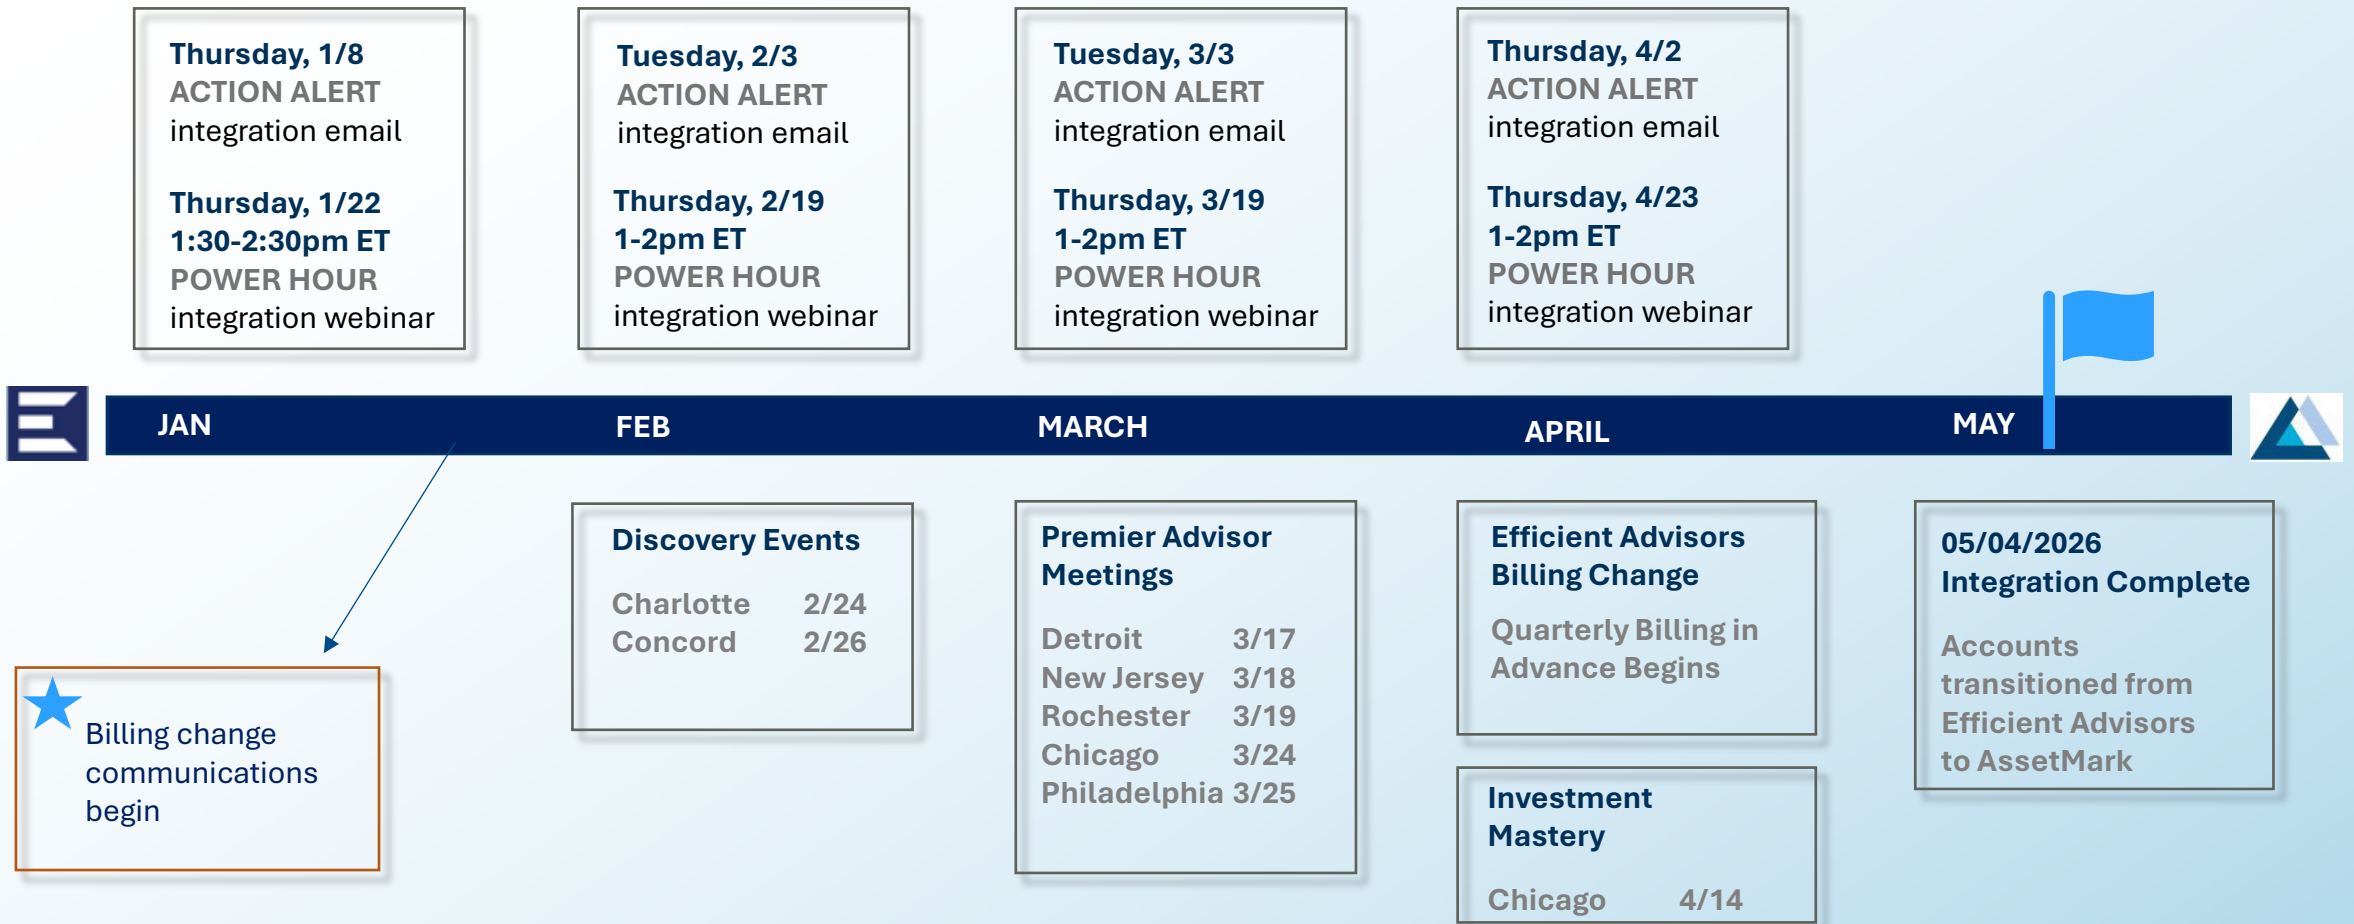 Thursday, 1/8
ACTION ALERT
integration email
Thursday, 1/22
1:30-2:30pm ET
POWER HOUR
integration webinar
Tuesday, 2/3
ACTION ALERT
integration email
Thursday, 2/19
1-2pm ET
POWER HOUR
integration webinar
Tuesday, 3/3
ACTION ALERT
integration email
Thursday, 3/19
1-2pm ET
POWER HOUR
integration webinar
Thursday, 4/2
ACTION ALERT
integration email
Thursday, 4/23
1-2pm ET
POWER HOUR
integration webinar
JAN
FEB
MARCH
APRIL
MAY
Billing change
communications
begin
Discovery Events
Charlotte 2/24
Concord 2/26
Premier Advisor
Meetings
Detroit 3/17
New Jersey 3/18
Rochester 3/19
Chicago 3/24
Philadelphia 3/25
Efficient Advisors
Billing Change
Quarterly Billing in
Advance Begins
Investment
Mastery
Chicago 4/14
05/04/2026
Integration Complete
Accounts
transitioned from
Efficient Advisors
to AssetMark